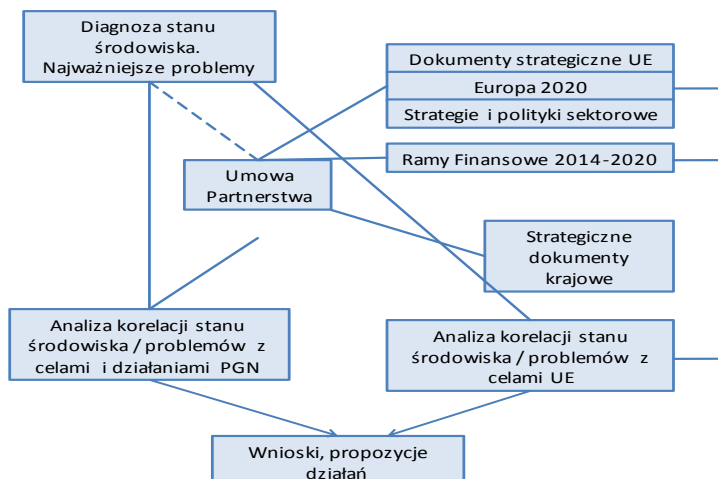 Diagnoza stanu
środowiska.
Najważniejsze problemy
Dokumenty strategiczne UE
Europa 2020
Strategie i polityki sektorowe
Ramy Finansowe 2014-2020
Umowa
Partnerstwa
Strategiczne
dokumenty
krajowe
Analiza korelacji stanu
środowiska / problemów z
celami i działaniami PGN
Analiza korelacji stanu
środowiska / problemów z
celami UE
Wnioski, propozycje
działań